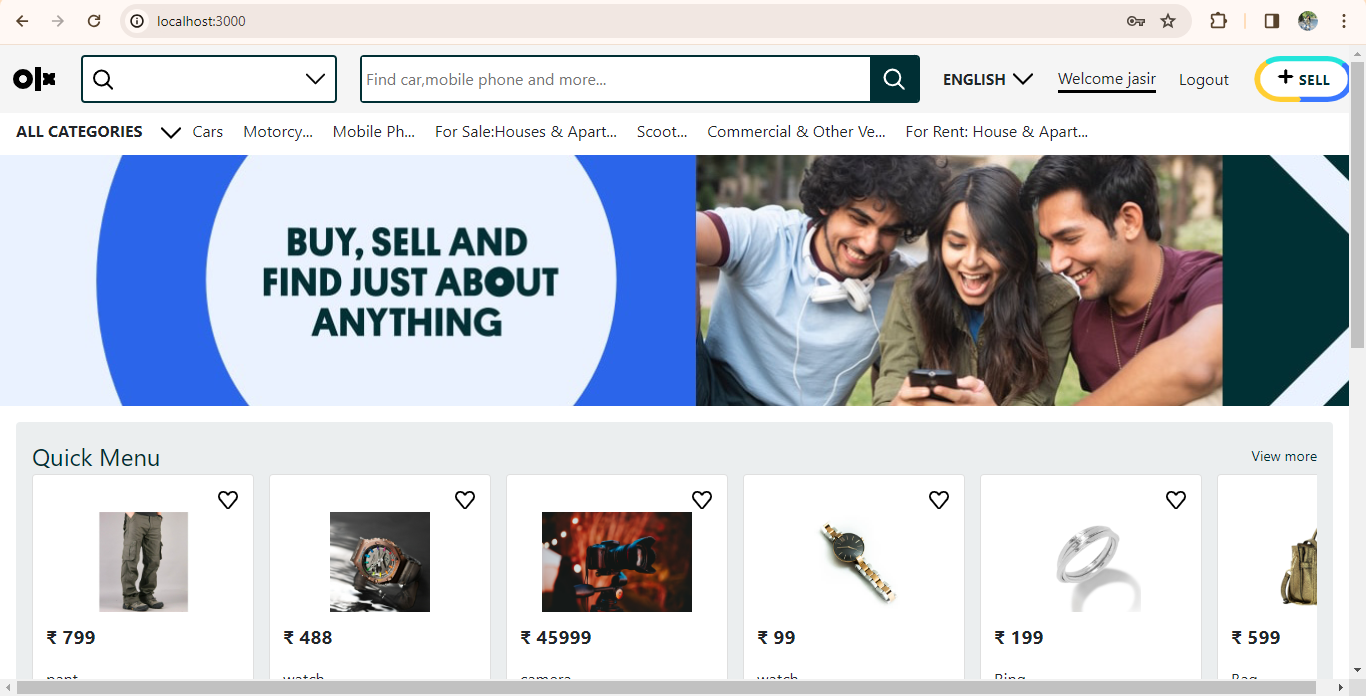 localhost:3000
olx
Find car,mobile phone and more...
ENGLISH
Welcome jasir
Logout
+ SELL
ALL CATEGORIES
Cars
Motorcy...
Mobile Ph...
For Sale:Houses & Apart...
Scoot...
Commercial & Other Ve...
For Rent: House & Apart...
BUY, SELL AND
FIND JUST ABOUT
ANYTHING
Quick Menu
View more
₹ 799
₹ 488
₹ 45999
₹ 99
₹ 199
₹ 599
pant
watch
camera
watch
Ring
Bag